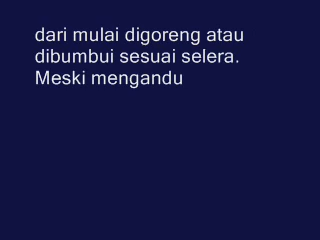 dari mulai digoreng atau
dibumbui sesuai selera.
Meski mengandu